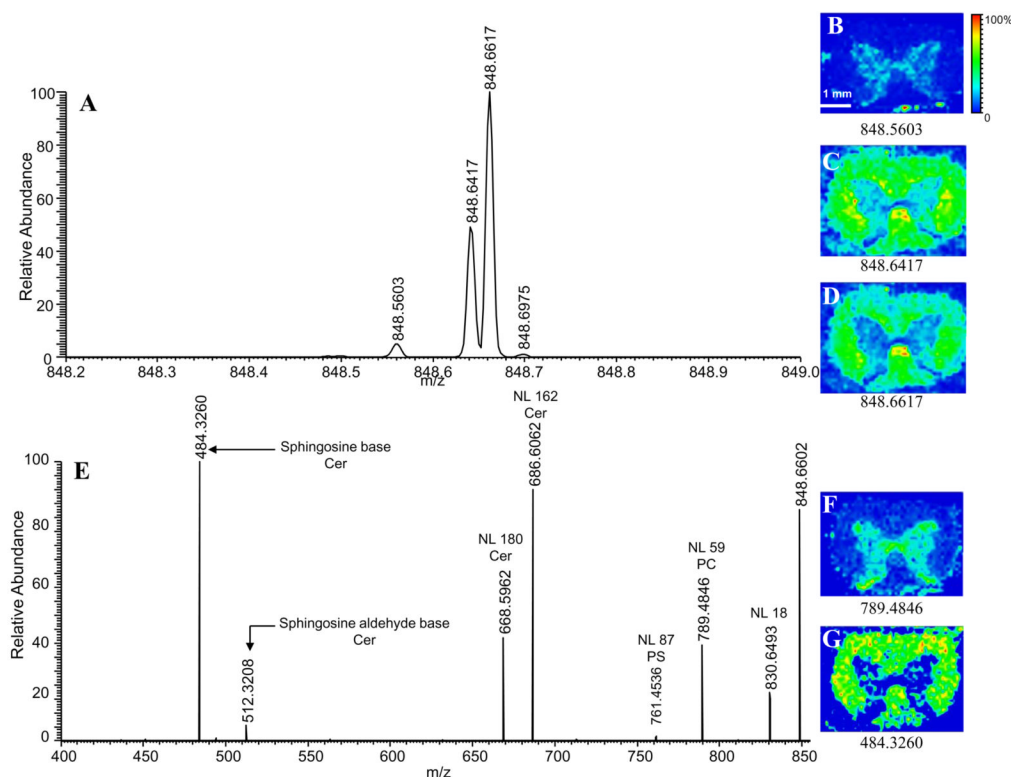 A
Relative Abundance
100
80
60
40
20
0
848.5603
848.6417
848.6617
848.6975
848.2 848.3 848.4 848.5 848.6 848.7 848.8 848.9 849.0
m/z
B
1 mm
100%
0
848.5603
C
848.6417
D
848.6617
E
Relative Abundance
100
80
60
40
20
0
484.3260
Sphingosine base
Cer
Sphingosine aldehyde base
Cer
512.3208
NL 180
Cer
668.5962
NL 162
Cer
686.6062
NL 87
PS
761.4536
NL 59
PC
789.4846
NL 18
830.6493
848.6602
400 450 500 550 600 650 700 750 800 850
m/z
F
789.4846
G
484.3260